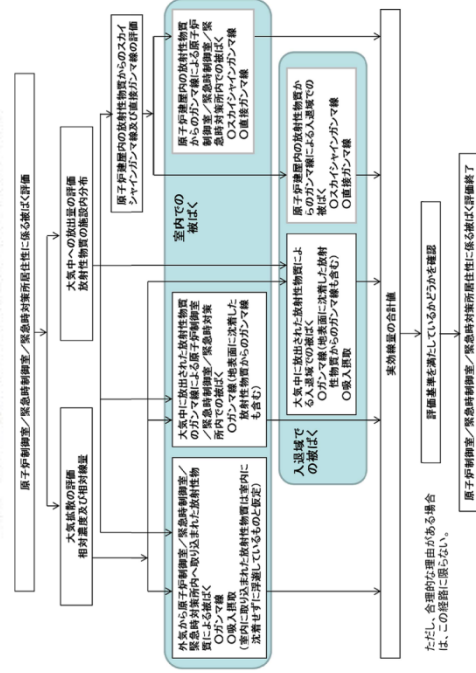 原子炉制御室／緊急時制御室／緊急時対策所居住性に係る被ばく評価
大気拡散の評価
相対濃度及び相対線量
大気中への放出量の評価
放射性物質の施設内分布
原子炉建屋内の放射性物質からのスカイ
シャインガンマ線及び直接ガンマ線の評価
室内での
被ばく
外気から原子炉制御室／緊急時制御室／
緊急時対策所内へ取り込まれた放射性物
質による被ばく
○ガンマ線
○吸入摂取
(室内に取り込まれた放射性物質は室内に
沈着せずに浮遊しているものと仮定)
大気中に放出された放射性物質
のガンマ線による原子炉制御室
／緊急時制御室／緊急時対策
所内での被ばく
○ガンマ線(地表面に沈着した
放射性物質からのガンマ線
も含む)
原子炉建屋内の放射性物質
からのガンマ線による原子炉
制御室／緊急時制御室／緊
急時対策所内での被ばく
○スカイシャインガンマ線
○直接ガンマ線
入退域で
の被ばく
大気中に放出された放射性物質によ
る入退域での被ばく
○ガンマ線(地表面に沈着した放射
性物質からのガンマ線も含む)
○吸入摂取
原子炉建屋内の放射性物質か
らのガンマ線による入退域での
被ばく
○スカイシャインガンマ線
○直接ガンマ線
実効線量の合計値
ただし、合理的な理由がある場合
は、この経路に限らない。
評価基準を満たしているかどうかを確認
原子炉制御室／緊急時制御室／緊急時対策所居住性に係る被ばく評価終了